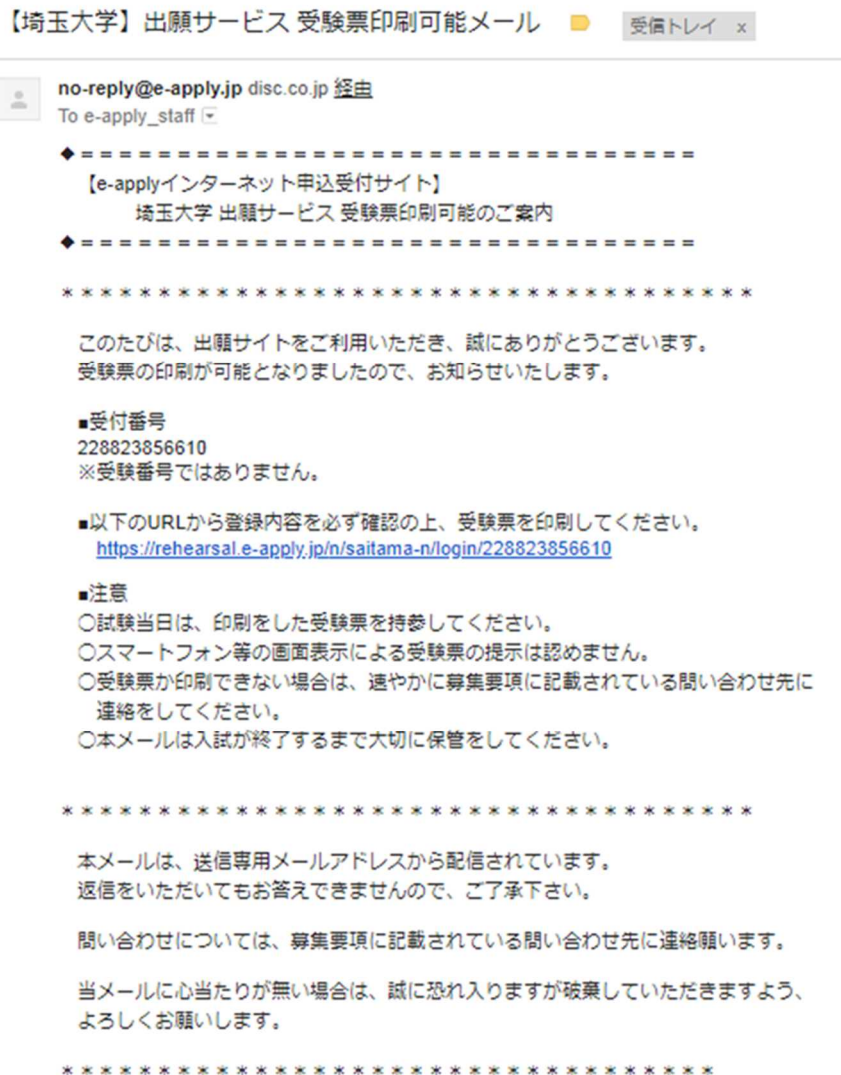 【埼玉大学】出願サービス 受験票印刷可能メール
受信トレイ x
no-reply@e-apply.jp disc.co.jp 経由
To e-apply_staff
◆＝＝＝＝＝＝＝＝＝＝＝＝＝＝＝＝＝＝＝＝＝＝＝＝＝＝＝＝＝＝＝＝
【e-applyインターネット申込受付サイト】
埼玉大学 出願サービス 受験票印刷可能のご案内
◆＝＝＝＝＝＝＝＝＝＝＝＝＝＝＝＝＝＝＝＝＝＝＝＝＝＝＝＝＝＝＝＝
＊＊＊＊＊＊＊＊＊＊＊＊＊＊＊＊＊＊＊＊＊＊＊＊＊＊＊＊＊＊＊＊＊＊＊＊
このたびは、出願サイトをご利用いただき、誠にありがとうございます。
受験票の印刷が可能となりましたので、お知らせいたします。
■受付番号
228823856610
※受験番号ではありません。
■以下のURLから登録内容を必ず確認の上、受験票を印刷してください。
https://rehearsal.e-apply.jp/n/saitama-n/login/228823856610
■注意
○試験当日は、印刷をした受験票を持参してください。
○スマートフォン等の画面表示による受験票の提示は認めません。
○受験票か印刷できない場合は、速やかに募集要項に記載されている問い合わせ先に
連絡をしてください。
○本メールは入試が終了するまで大切に保管をしてください。
＊＊＊＊＊＊＊＊＊＊＊＊＊＊＊＊＊＊＊＊＊＊＊＊＊＊＊＊＊＊＊＊＊＊＊＊
本メールは、送信専用メールアドレスから配信されています。
返信をいただいてもお答えできませんので、ご了承下さい。
問い合わせについては、募集要項に記載されている問い合わせ先に連絡願います。
当メールに心当たりが無い場合は、誠に恐れ入りますが破棄していただきますよう、
よろしくお願いします。
＊＊＊＊＊＊＊＊＊＊＊＊＊＊＊＊＊＊＊＊＊＊＊＊＊＊＊＊＊＊＊＊＊＊